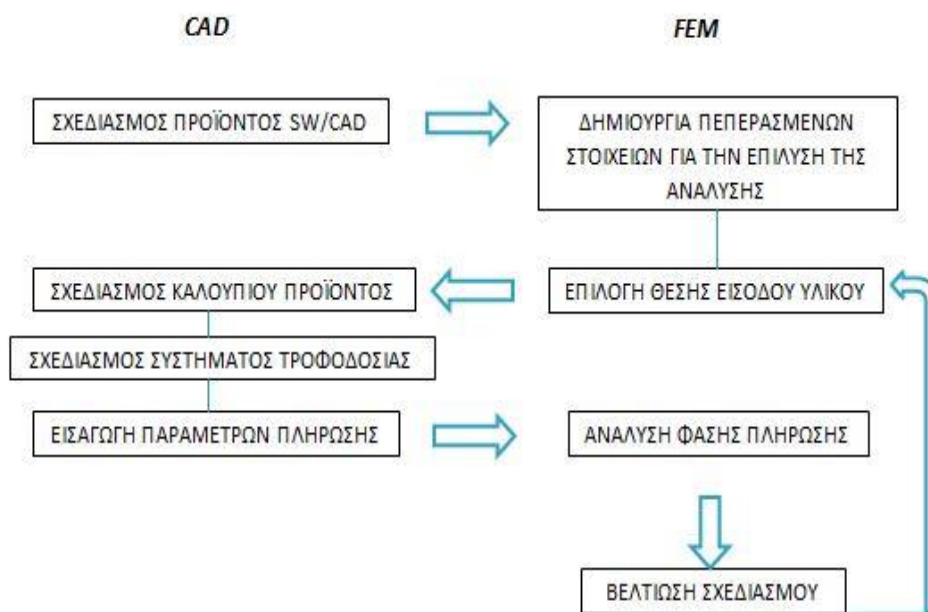 CAD
FEM
ΣΧΕΔΙΑΣΜΟΣ ΠΡΟΪΟΝΤΟΣ SW/CAD
ΔΗΜΙΟΥΡΓΙΑ ΠΕΠΕΡΑΣΜΕΝΩΝ
ΣΤΟΙΧΕΙΩΝ ΓΙΑ ΤΗΝ ΕΠΙΛΥΣΗ ΤΗΣ
ΑΝΑΛΥΣΗΣ
ΕΠΙΛΟΓΗ ΘΕΣΗΣ ΕΙΣΟΔΟΥ ΥΛΙΚΟΥ
ΣΧΕΔΙΑΣΜΟΣ ΚΑΛΟΥΠΙΟΥ ΠΡΟΪΟΝΤΟΣ
ΣΧΕΔΙΑΣΜΟΣ ΣΥΣΤΗΜΑΤΟΣ ΤΡΟΦΟΔΟΣΙΑΣ
ΕΙΣΑΓΩΓΗ ΠΑΡΑΜΕΤΡΩΝ ΠΛΗΡΩΣΗΣ
ΑΝΑΛΥΣΗ ΦΑΣΗΣ ΠΛΗΡΩΣΗΣ
ΒΕΛΤΙΩΣΗ ΣΧΕΔΙΑΣΜΟΥ